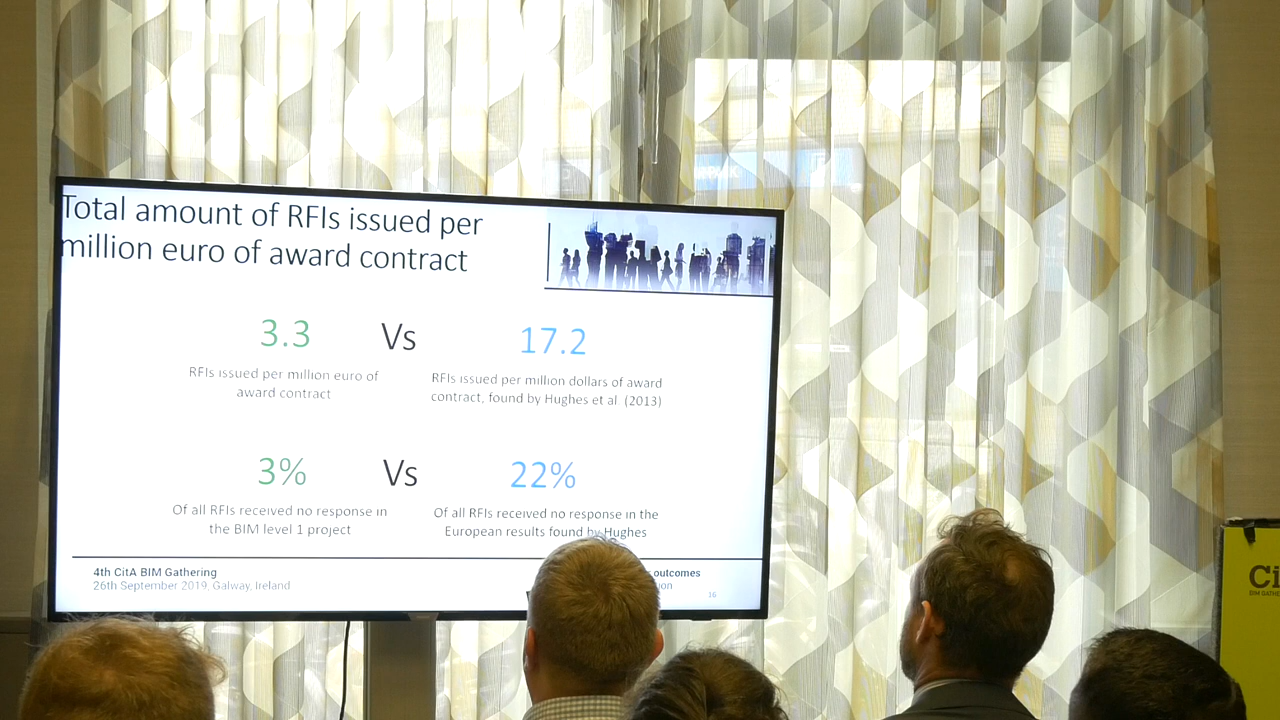 Total amount of RFIs issued per
million euro of award contract
3.3
Vs
17.2
RFIs issued per million euro of
award contract
RFIs issued per million dollars of award
contract, found by Hughes et al (2013)
3%
Vs
22%
Of all RFIs received no response in
the BIM level 1 project
Of all RFIs received no response in the
European results found by Hughes
4th CitA BIM Gathering
26th September 2019, Galway, Ireland
outcomes
16
Ci